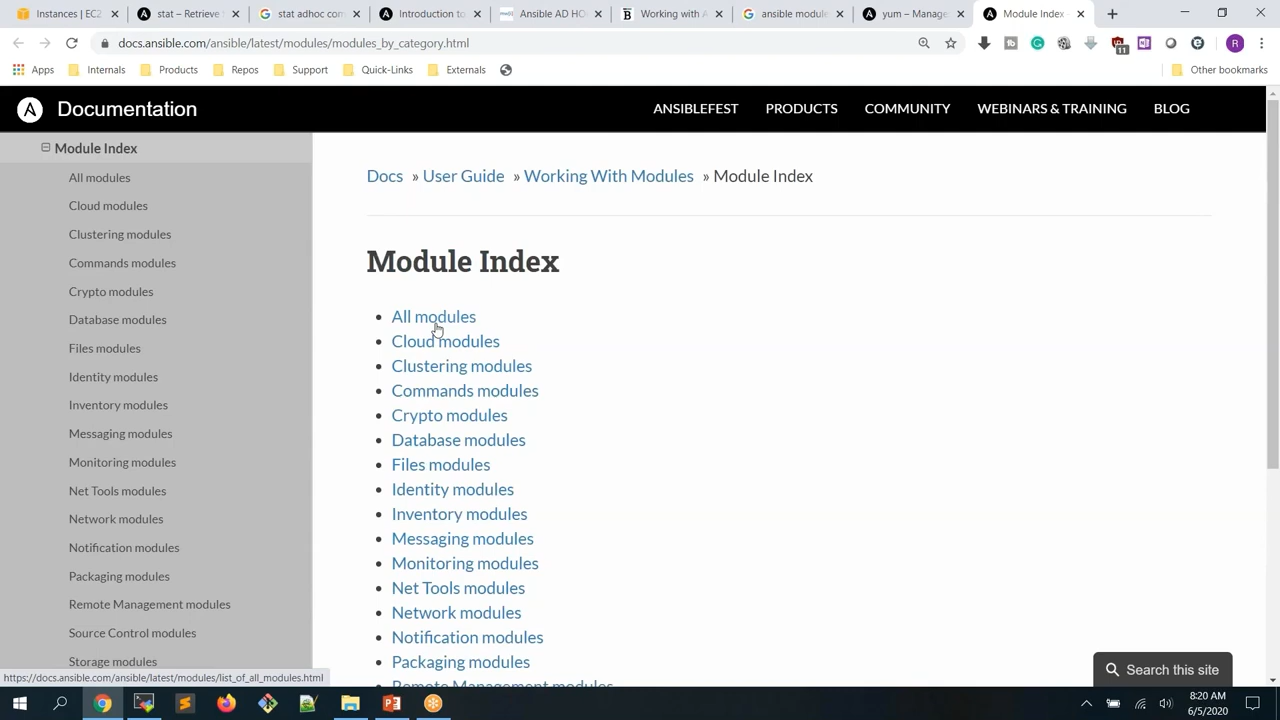 Instances | EC2
stat – Retrieve
stat adhoc com
Introduction to
Ansible AD HO
Working with A
ansible module
yum – Manage
Module Index
docs.ansible.com/ansible/latest/modules/modules_by_category.html
11
R
Apps
Internals
Products
Repos
Support
Quick-Links
Externals
Other bookmarks
A Documentation
ANSIBLEFEST
PRODUCTS
COMMUNITY
WEBINARS & TRAINING
BLOG
Module Index
All modules
Cloud modules
Clustering modules
Commands modules
Crypto modules
Database modules
Files modules
Identity modules
Inventory modules
Messaging modules
Monitoring modules
Net Tools modules
Network modules
Notification modules
Packaging modules
Remote Management modules
Source Control modules
Storage modules
Docs » User Guide » Working With Modules » Module Index
Module Index
All modules
Cloud modules
Clustering modules
Commands modules
Crypto modules
Database modules
Files modules
Identity modules
Inventory modules
Messaging modules
Monitoring modules
Net Tools modules
Network modules
Notification modules
Packaging modules
Remote Management modules
Search this site
https://docs.ansible.com/ansible/latest/modules/list_of_all_modules.html
8:20 AM
6/5/2020